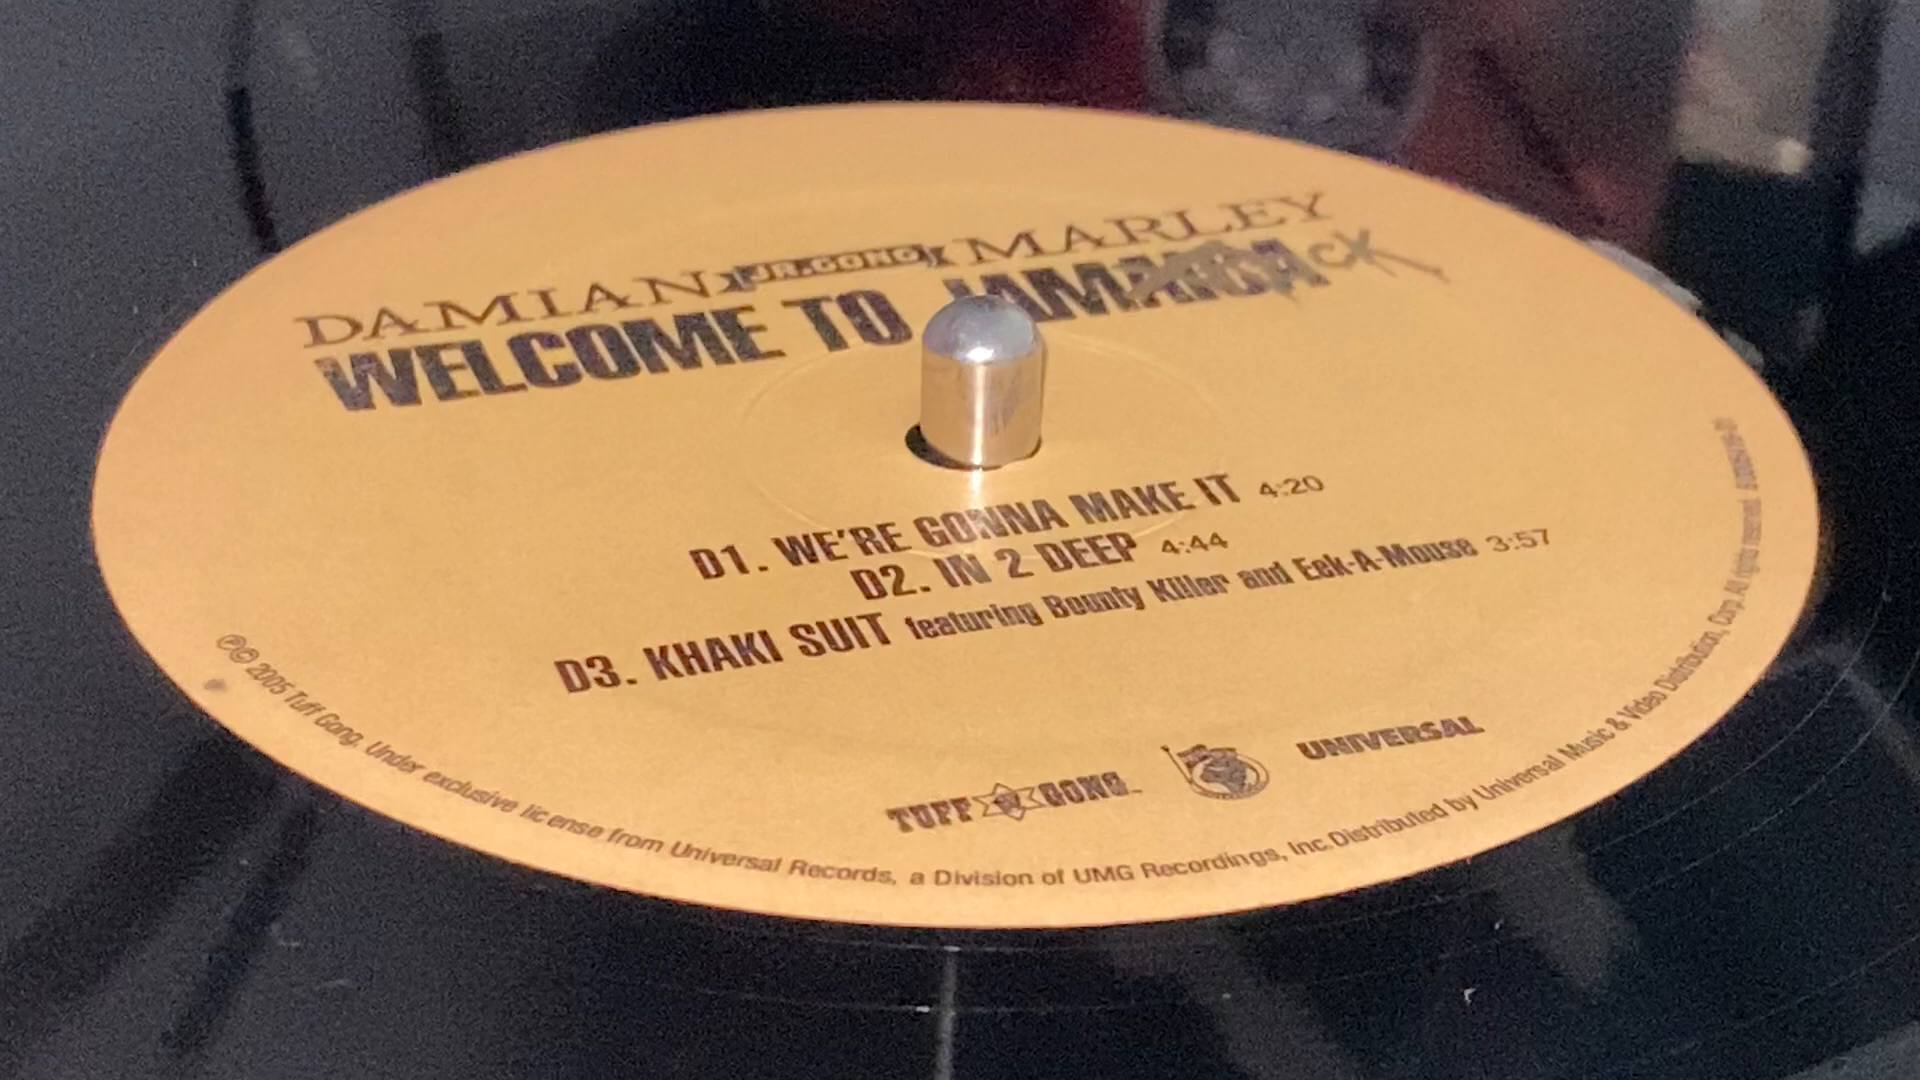 DAMIAN "JR.GONG" MARLEY
WELCOME TO JAMAICA CK
D1. WE'RE GONNA MAKE IT 4:20
D2. IN 2 DEEP 4:44
D3. KHAKI SUIT featuring Bounty Killer and Eek-A-Mouse 3:57
TUFF GONG
UNIVERSAL
℗© 2005 Tuff Gong. Under exclusive license from Universal Records, a Division of UMG Recordings, Inc. Distributed by Universal Music & Video Distribution, Corp. All rights reserved.